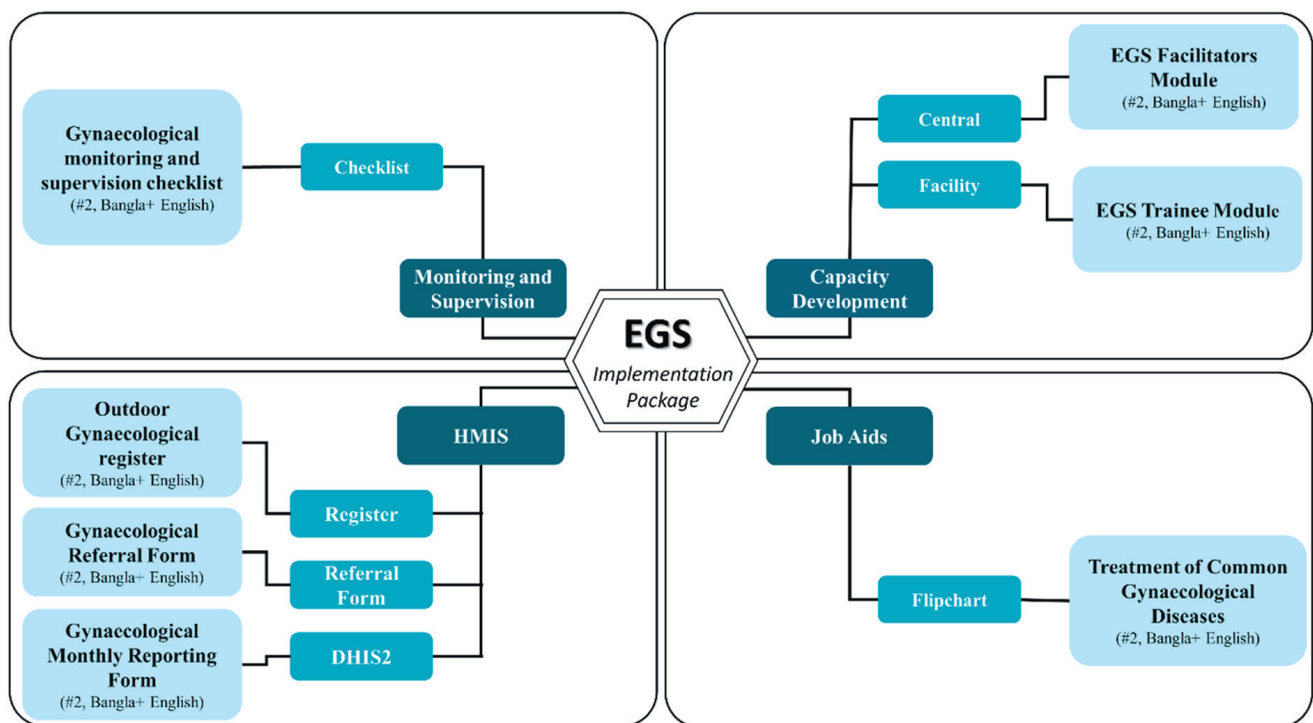 Gynaecological
monitoring and
supervision checklist
(#2, Bangla+ English)
Checklist
Monitoring and
Supervision
EGS Facilitators
Module
(#2, Bangla+ English)
Central
Facility
EGS Trainee Module
(#2, Bangla+ English)
Capacity
Development
EGS
Implementation
Package
Outdoor
Gynaecological
register
(#2, Bangla+ English)
HMIS
Register
Gynaecological
Referral Form
(#2, Bangla+ English)
Referral
Form
Gynaecological
Monthly Reporting
Form
(#2, Bangla+ English)
DHIS2
Job Aids
Flipchart
Treatment of Common
Gynaecological
Diseases
(#2, Bangla+ English)